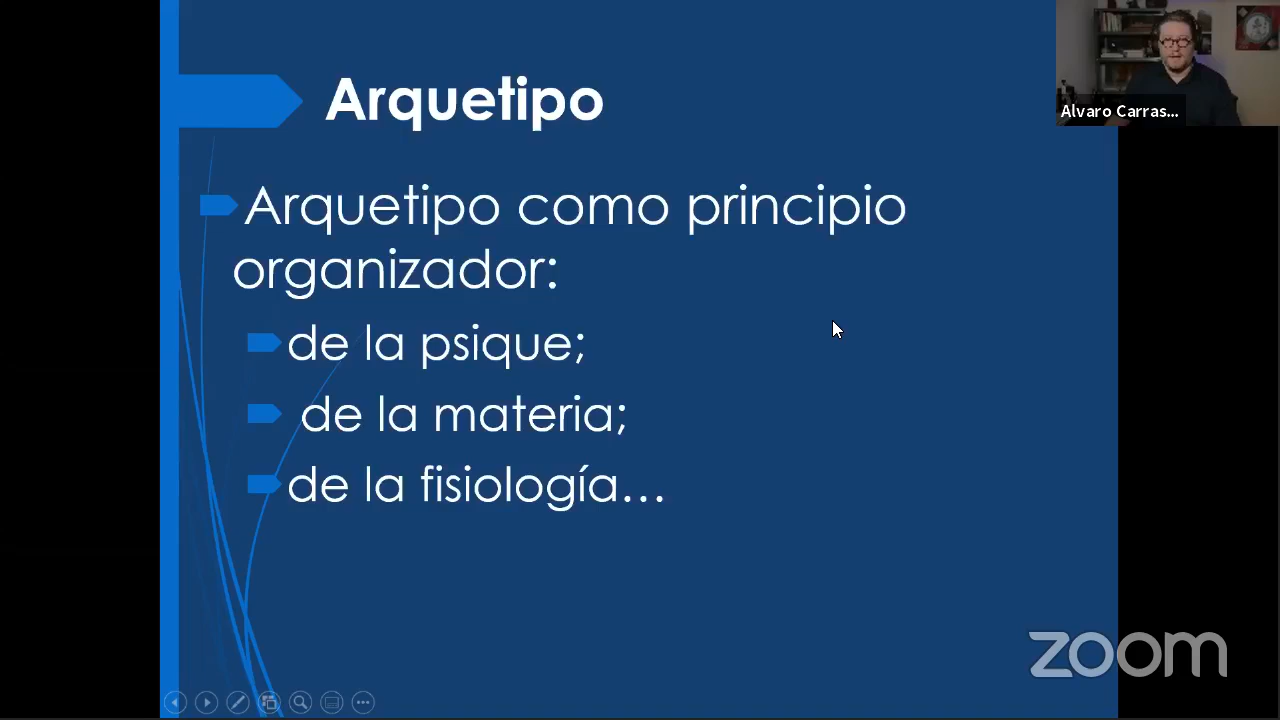 Arquetipo
Alvaro Carras...
Arquetipo como principio
organizador:
de la psique;
de la materia;
de la fisiología...
zoom